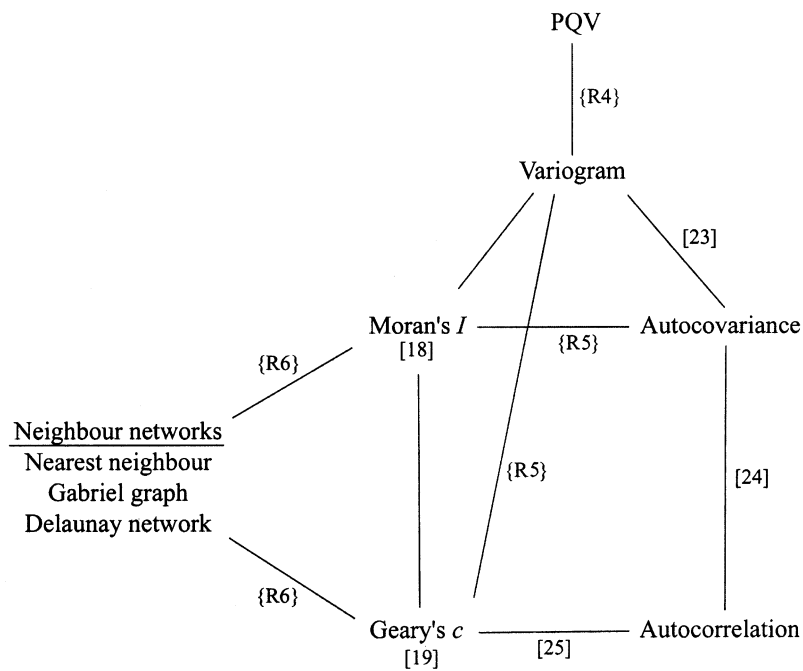 PQV
{R4}
Variogram
[23]
Moran's I
[18]
{R5}
Autocovariance
{R6}
Neighbour networks
Nearest neighbour
Gabriel graph
Delaunay network
{R5}
[24]
{R6}
Geary's c
[19]
[25]
Autocorrelation